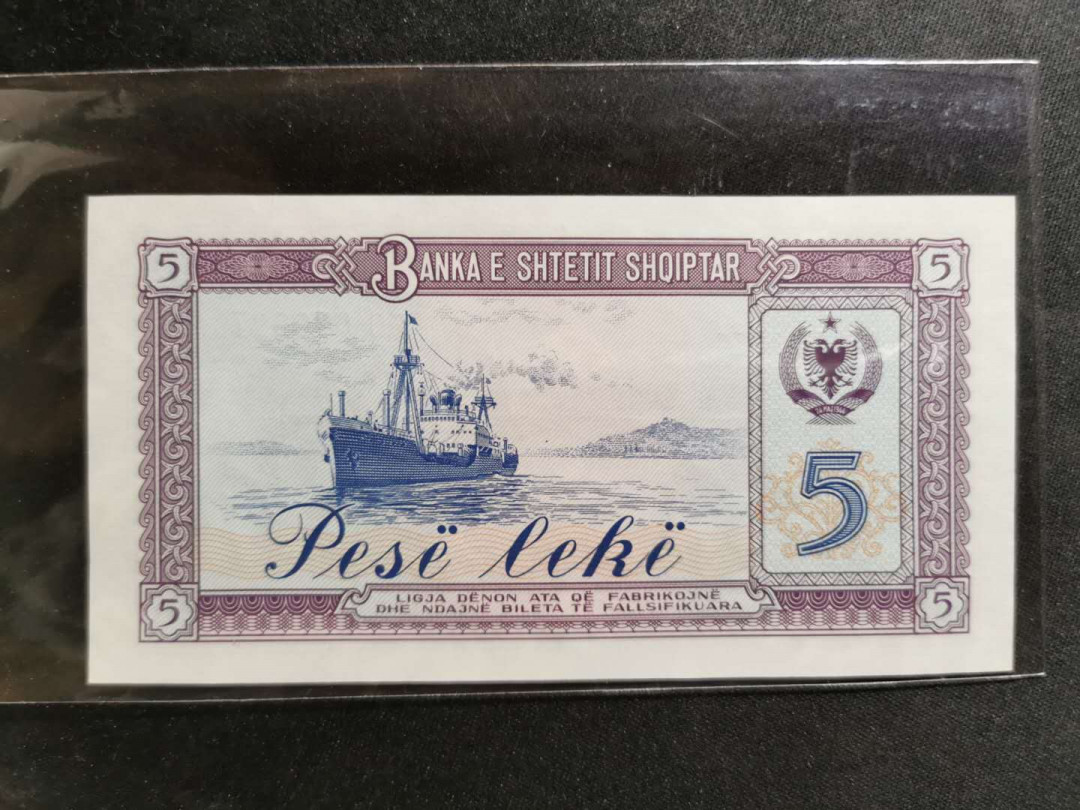 5 BANKA E SHTETIT SHQIPTAR 5
5
Pesë lekë
LIGJA DËNON ATA QË FABRIKOJNË
DHE NDAJNË BILETA TË FALLSIFIKUARA
5 5